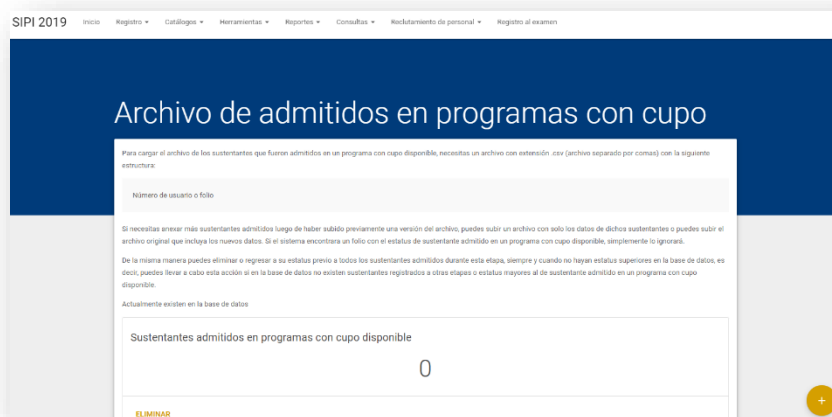 SIPI 2019 Inicio Registro Catálogos Herramientas Reportes Consultas Reclutamiento de personal Registro al examen
Archivo de admitidos en programas con cupo
Para cargar el archivo de los sustentantes que fueron admitidos en un programa con cupo disponible, necesitas un archivo con extensión .csv (archivo separado por comas) con la siguiente
estructura:
Número de usuario o folio
Si necesitas anexar más sustentantes admitidos luego de haber subido previamente una versión del archivo, puedes subir un archivo con solo los datos de dichos sustentantes o puedes subir el
archivo original que incluya los nuevos datos. Si el sistema encontrara un folio con el estatus de sustentante admitido en un programa con cupo disponible, simplemente lo ignorará.
De la misma manera puedes eliminar o regresar a su estatus previo a todos los sustentantes admitidos durante esta etapa, siempre y cuando no hayan estatus superiores en la base de datos, es
decir, puedes llevar a cabo esta acción si en la base de datos no existen sustentantes registrados a otras etapas o estatus mayores al de sustentante admitido en un programa con cupo
disponible.
Actualmente existen en la base de datos
Sustentantes admitidos en programas con cupo disponible
0
ELIMINAR
+